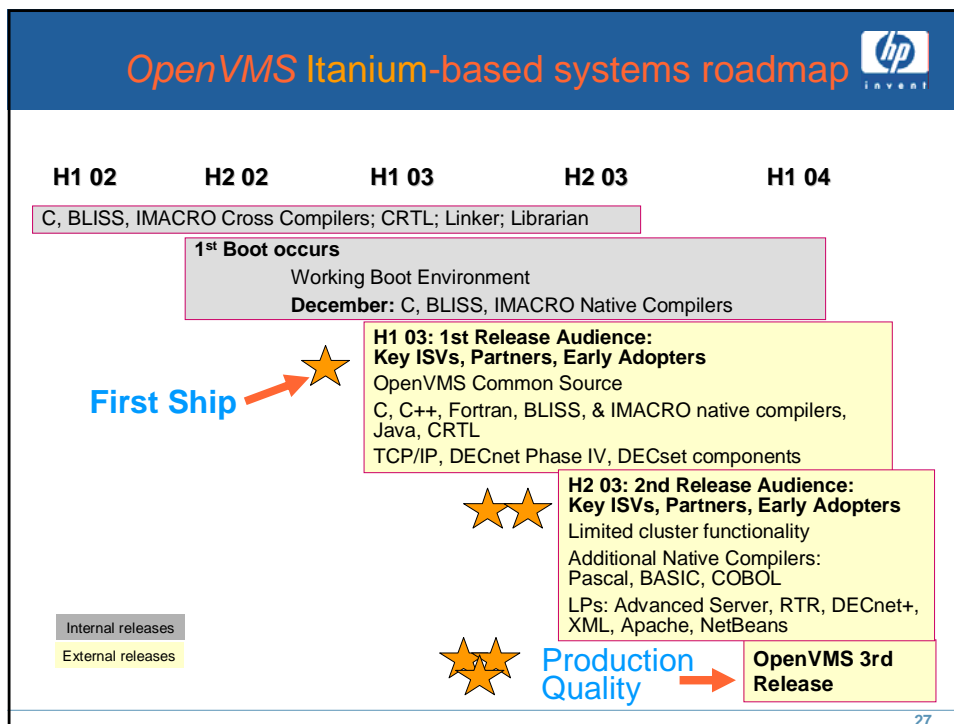 OpenVMS Itanium-based systems roadmap
hp
invent
H1 02 H2 02 H1 03 H2 03 H1 04
C, BLISS, IMACRO Cross Compilers; CRTL; Linker; Librarian
1st Boot occurs
Working Boot Environment
December: C, BLISS, IMACRO Native Compilers
H1 03: 1st Release Audience:
Key ISVs, Partners, Early Adopters
OpenVMS Common Source
C, C++, Fortran, BLISS, & IMACRO native compilers,
Java, CRTL
TCP/IP, DECnet Phase IV, DECset components
First Ship
H2 03: 2nd Release Audience:
Key ISVs, Partners, Early Adopters
Limited cluster functionality
Additional Native Compilers:
Pascal, BASIC, COBOL
LPs: Advanced Server, RTR, DECnet+,
XML, Apache, NetBeans
Internal releases
External releases
Production
Quality
OpenVMS 3rd
Release
27